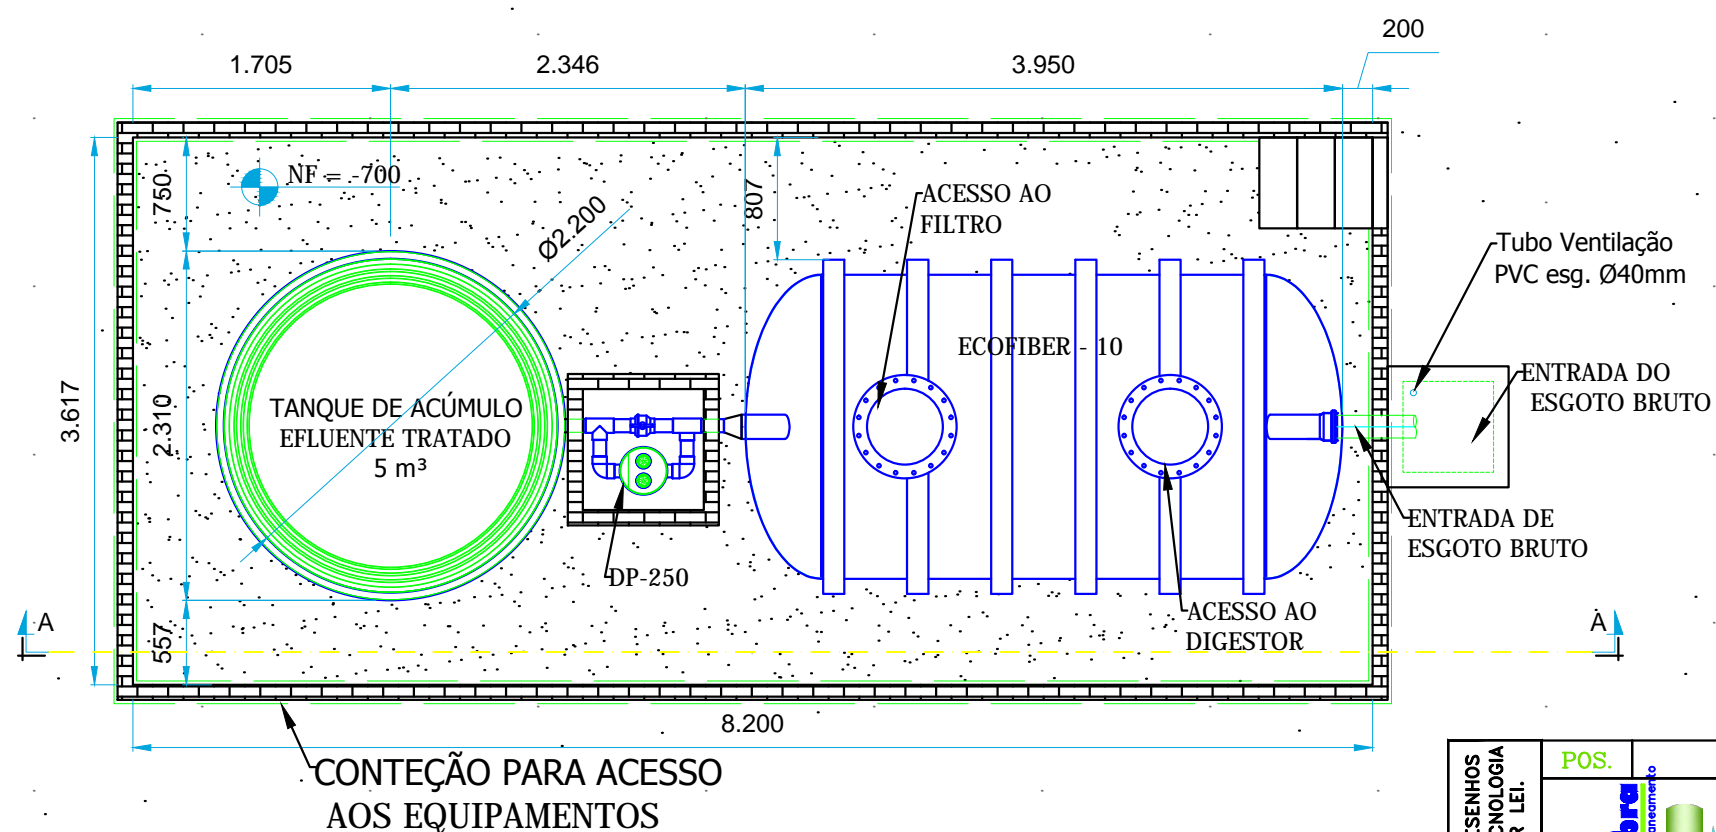 200
1.705
2.346
3.950
NF = -700
750
807
ACESSO AO
FILTRO
Ø2.200
Tubo Ventilação
PVC esg. Ø40mm
ECOFIBER - 10
ENTRADA DO
ESGOTO BRUTO
3.617
2.310
TANQUE DE ACÚMULO
EFLUENTE TRATADO
5 m³
ENTRADA DE
ESGOTO BRUTO
DP-250
ACESSO AO
DIGESTOR
557
A
A
8.200
CONTEÇÃO PARA ACESSO
AOS EQUIPAMENTOS
POS.
LEI.